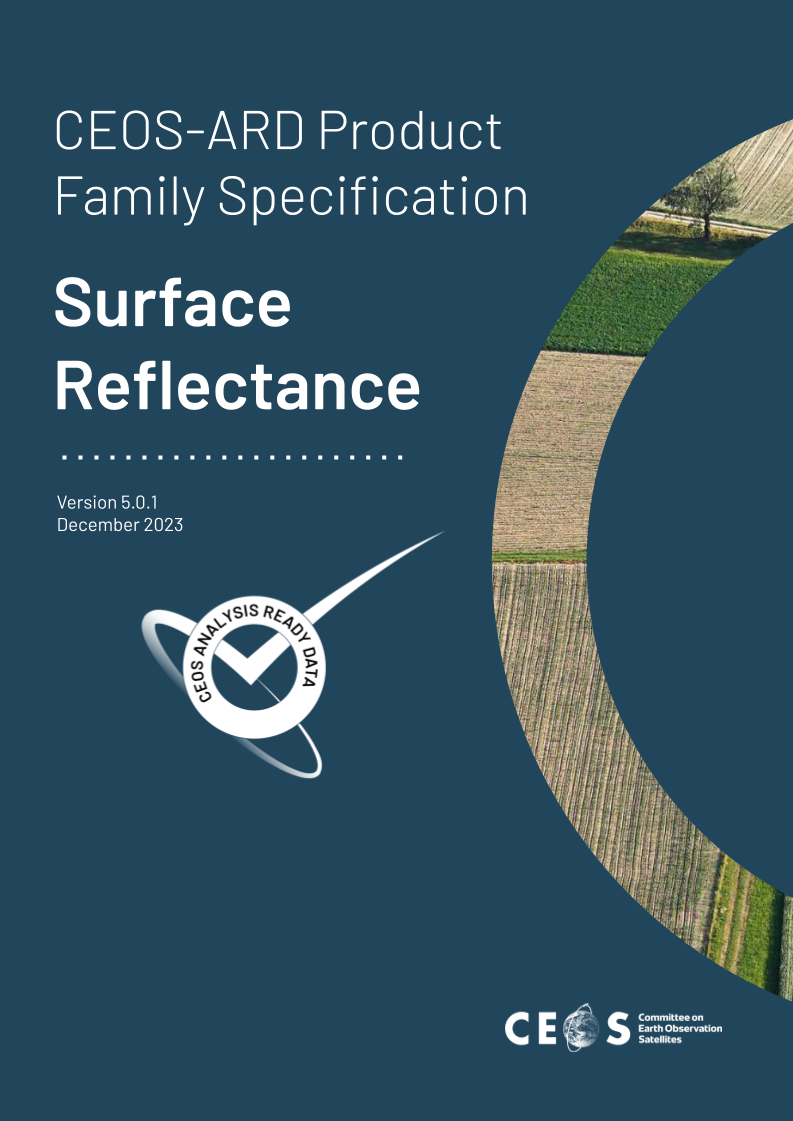 CEOS-ARD Product
Family Specification
Surface
Reflectance
Version 5.0.1
December 2023
CEOS ANALYSIS READY DATA
CEOS
Committee on
Earth Observation
Satellites